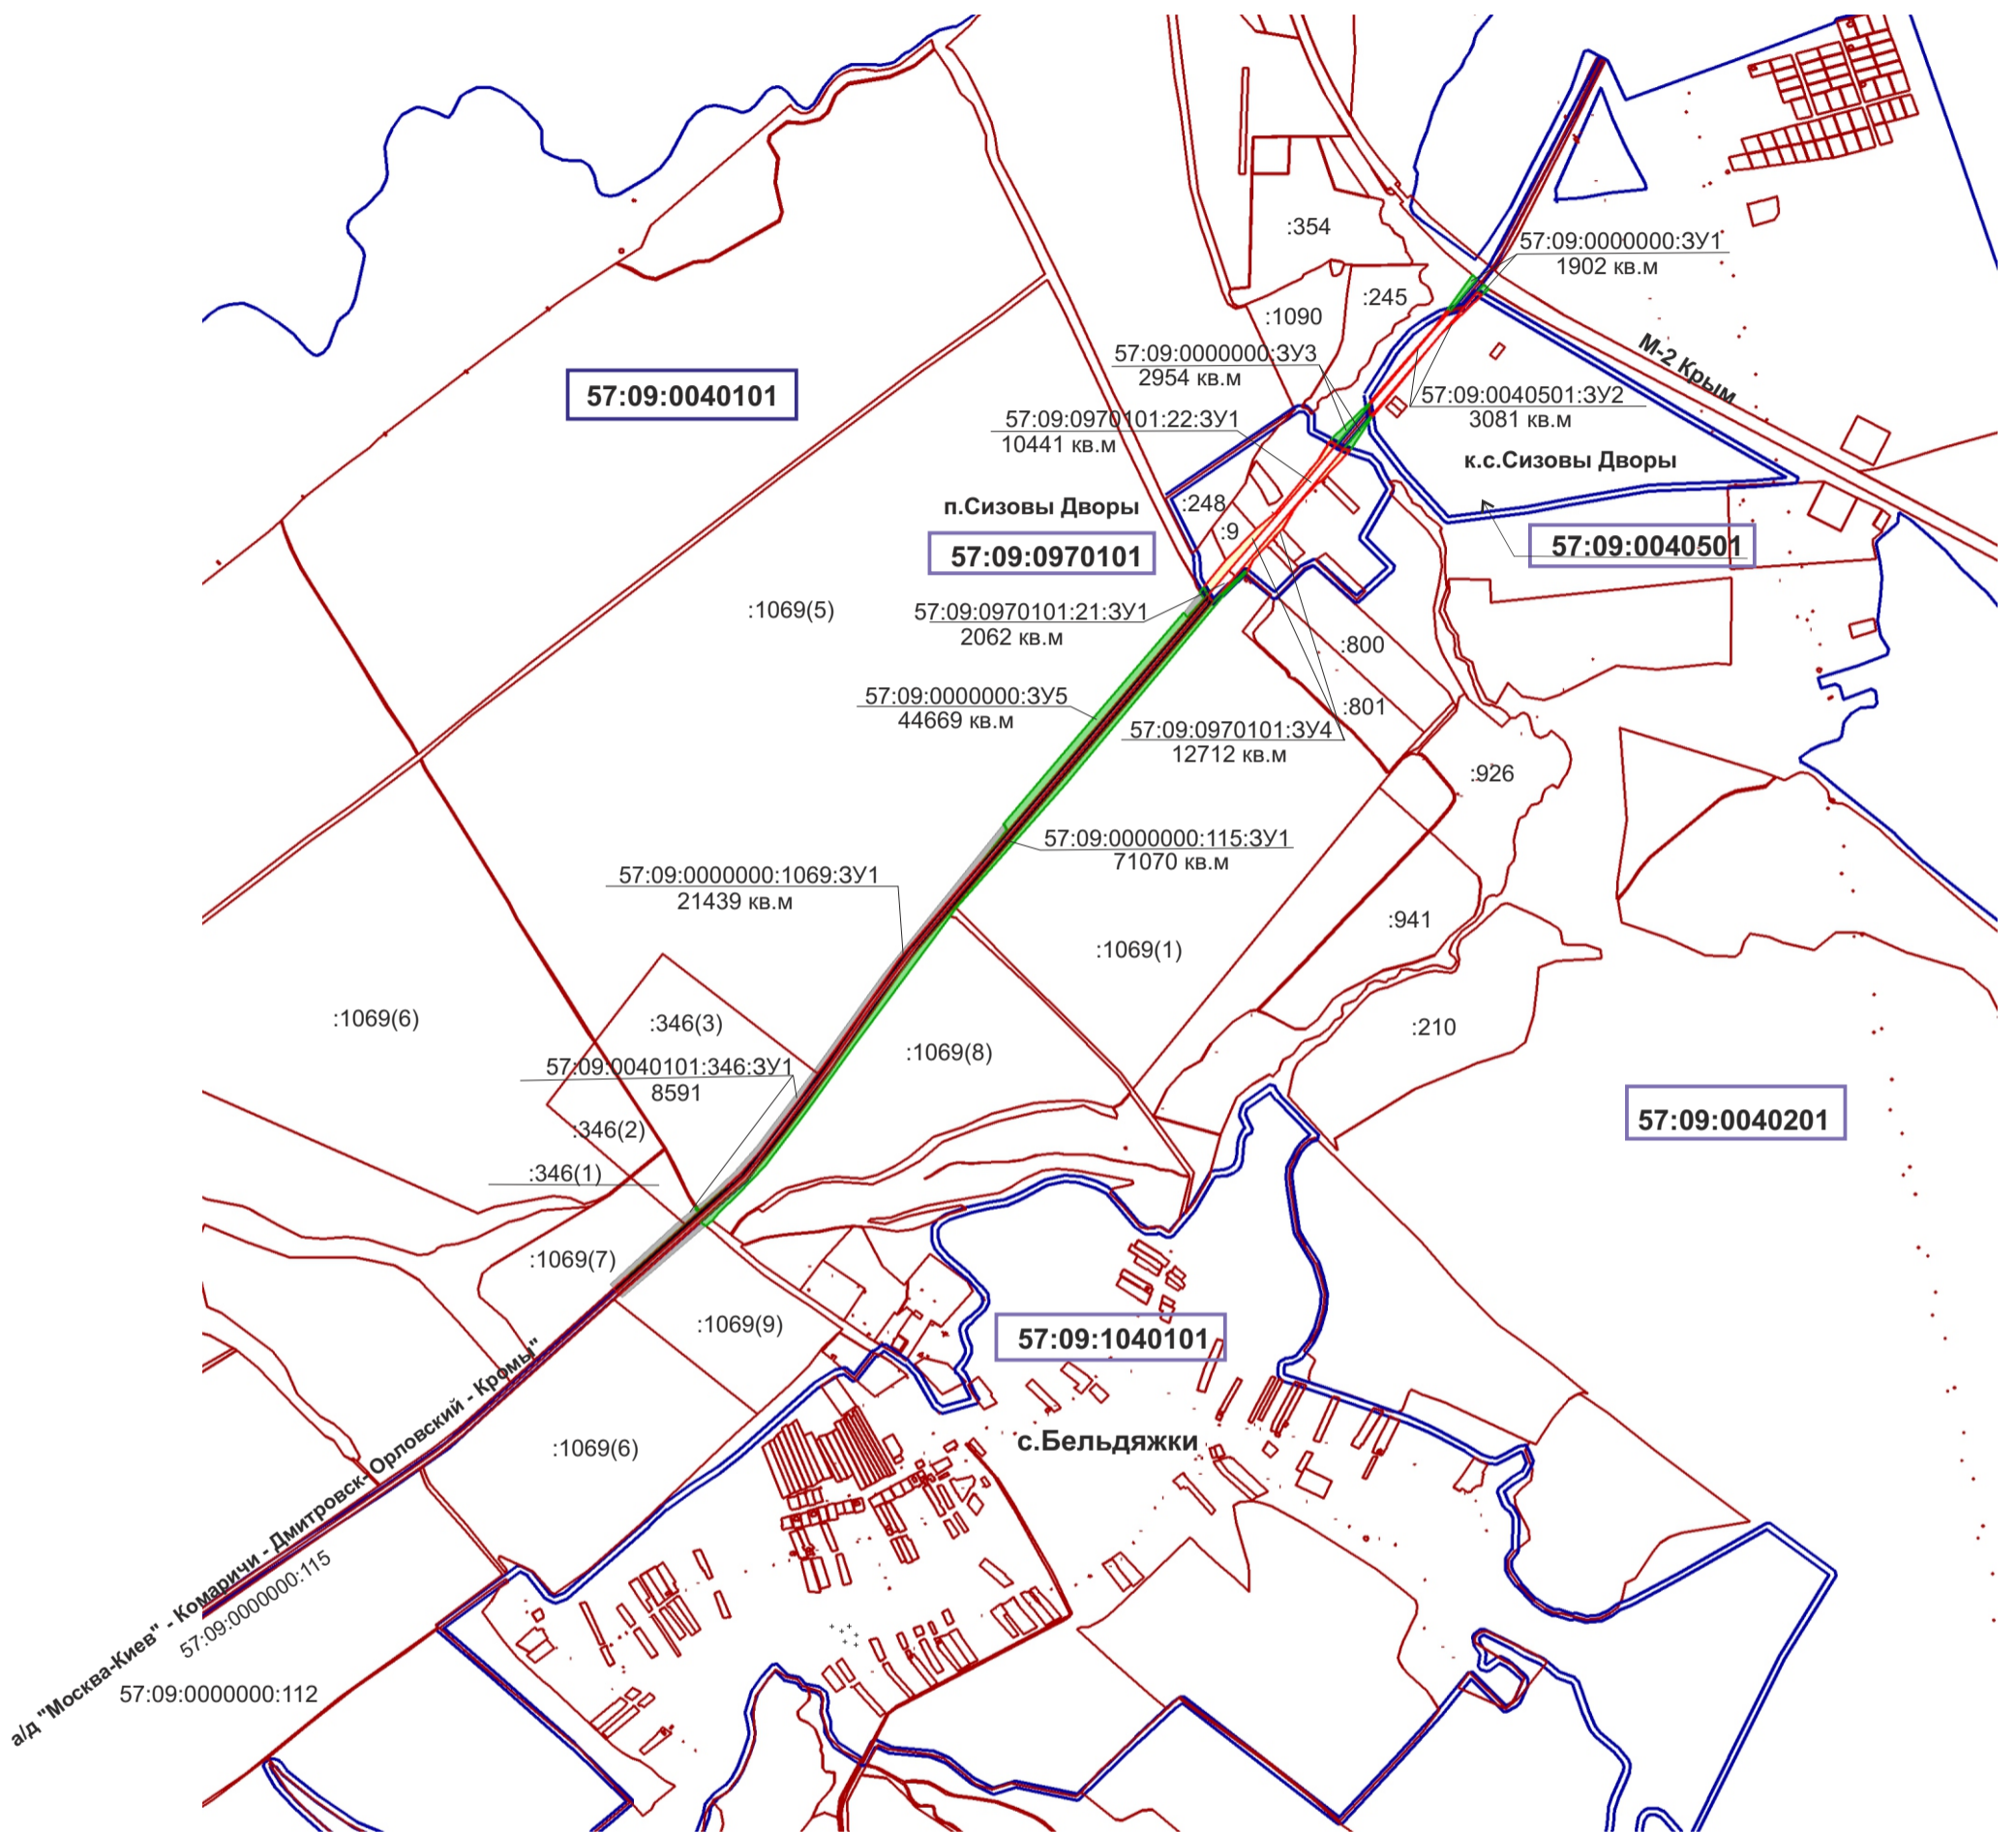 :354
57:09:0000000:ЗУ1
1902 кв.м
:245
:1090
М-2 Крым
57:09:0000000:ЗУ3
2954 кв.м
57:09:0040101
57:09:0040501:ЗУ2
3081 кв.м
57:09:0970101:22:ЗУ1
10441 кв.м
к.с.Сизовы Дворы
п.Сизовы Дворы
:248
:9
57:09:0970101
57:09:0040501
:1069(5)
57:09:0970101:21:ЗУ1
2062 кв.м
:800
57:09:0000000:ЗУ5
44669 кв.м
:801
57:09:0970101:ЗУ4
12712 кв.м
:926
57:09:0000000:115:ЗУ1
71070 кв.м
57:09:0000000:1069:ЗУ1
21439 кв.м
:941
:1069(1)
:1069(6)
:346(3)
:210
:1069(8)
57:09:0040101:346:ЗУ1
8591
57:09:0040201
:346(2)
:346(1)
:1069(7)
:1069(9)
57:09:1040101
с.Бельдяжки
:1069(6)
а/д "Москва-Киев" - Комаричи - Дмитровск- Орловский - Кромы"
57:09:0000000:115
57:09:0000000:112